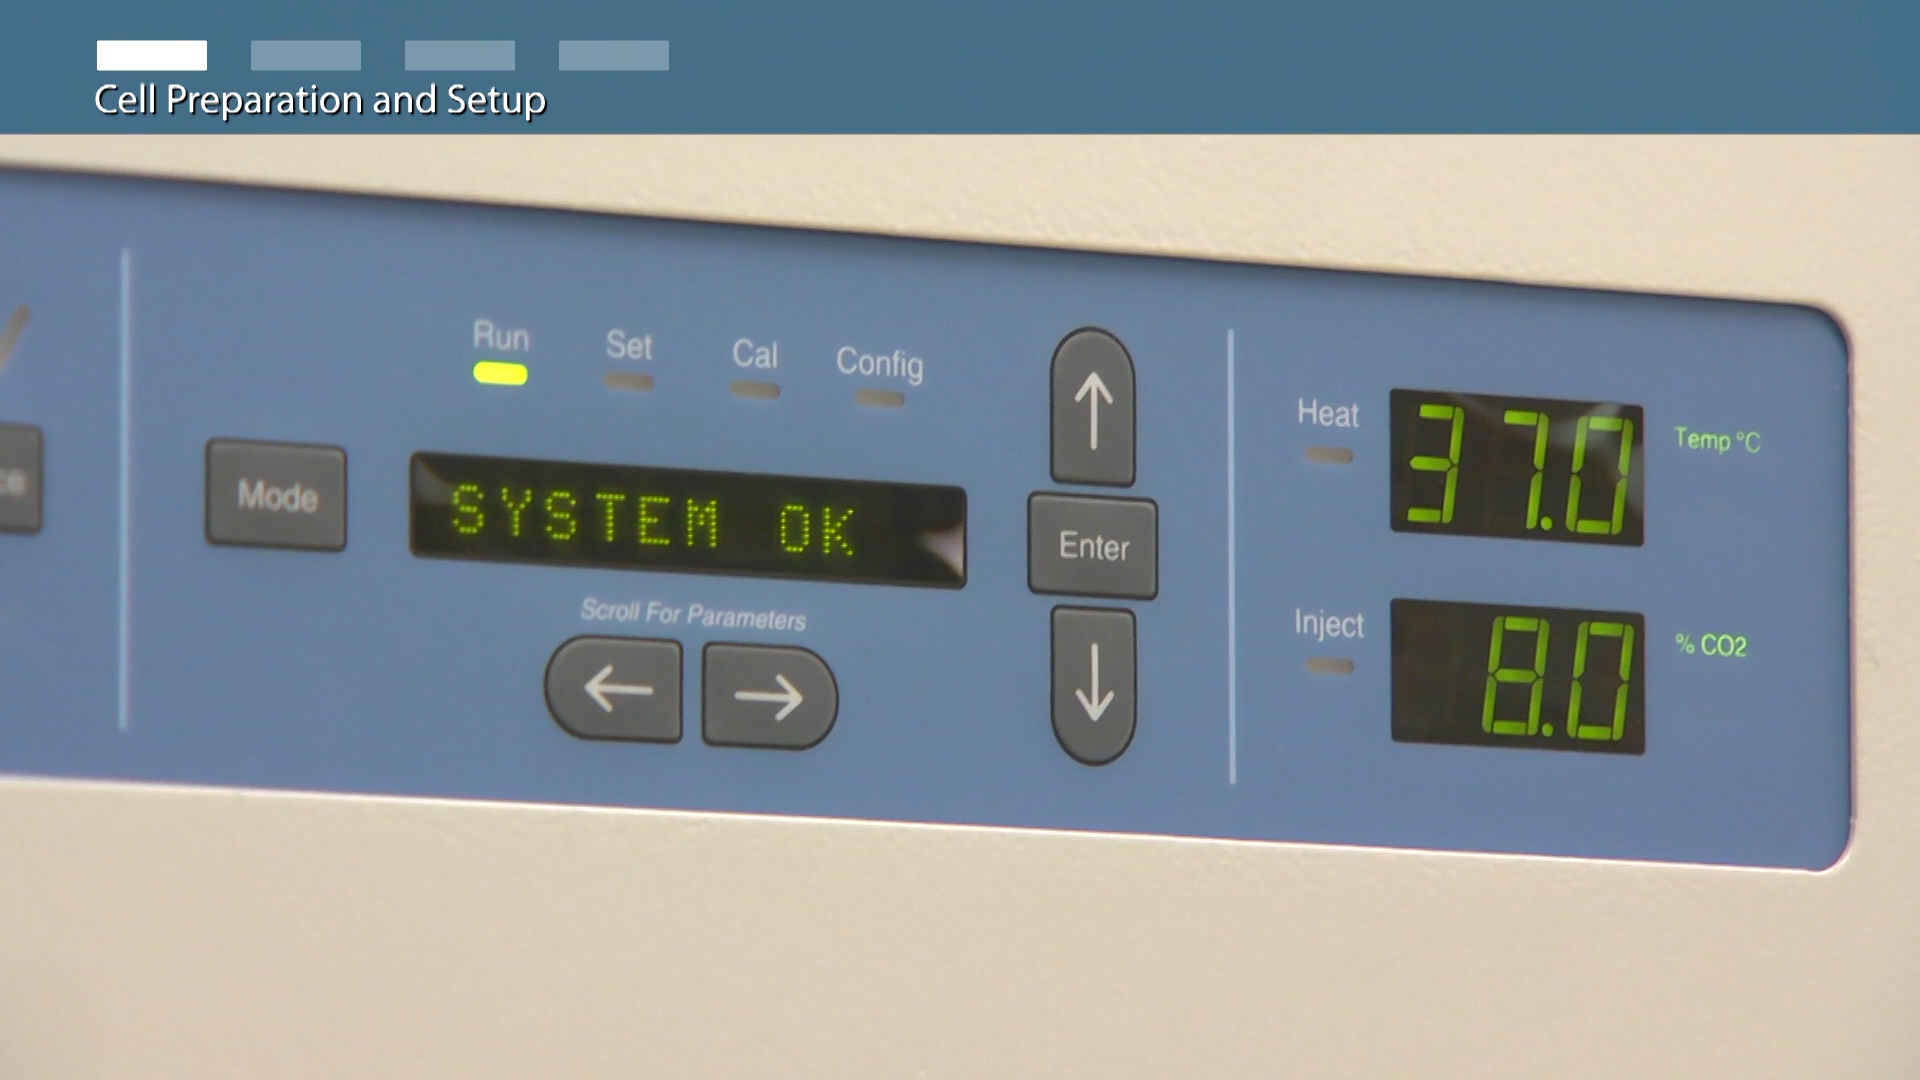 Cell Preparation and Setup
Run Set Cal Config
Mode
SYSTEM OK
Scroll For Parameters
Enter
Heat
37.0
Temp °C
Inject
8.0
% CO2